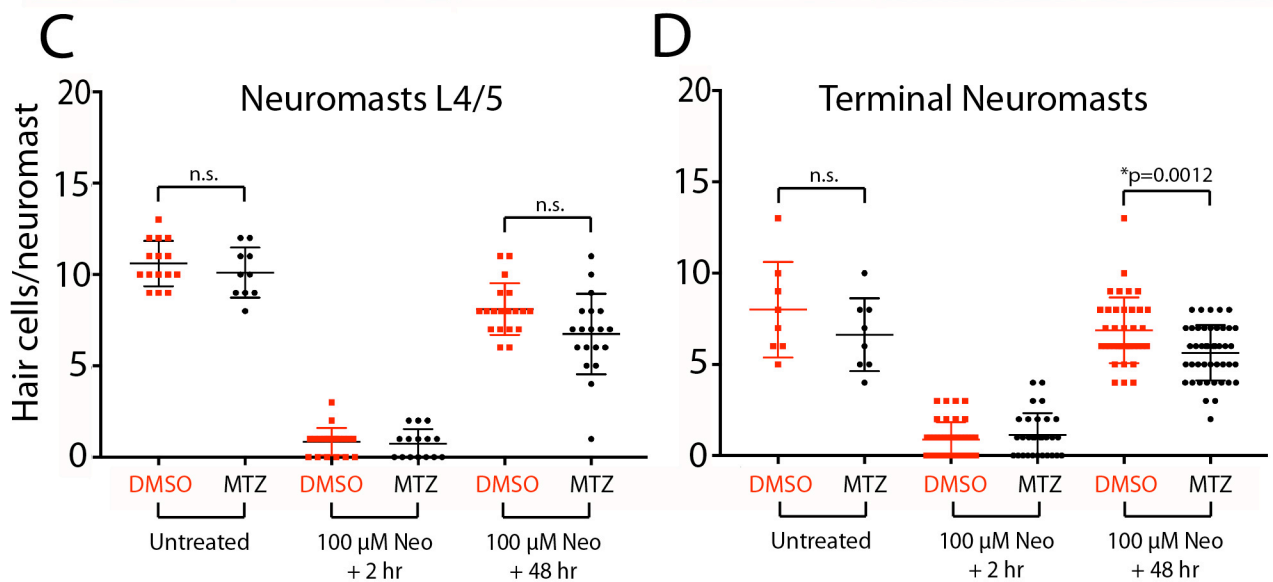 C
Neuromasts L4/5
Hair cells/neuromast
20
15
10
5
0
n.s.
n.s.
DMSO MTZ DMSO MTZ DMSO MTZ
Untreated
100 µM Neo
+ 2 hr
100 µM Neo
+ 48 hr
D
Terminal Neuromasts
20
15
10
5
0
n.s.
*p=0.0012
DMSO MTZ DMSO MTZ DMSO MTZ
Untreated
100 µM Neo
+ 2 hr
100 µM Neo
+ 48 hr